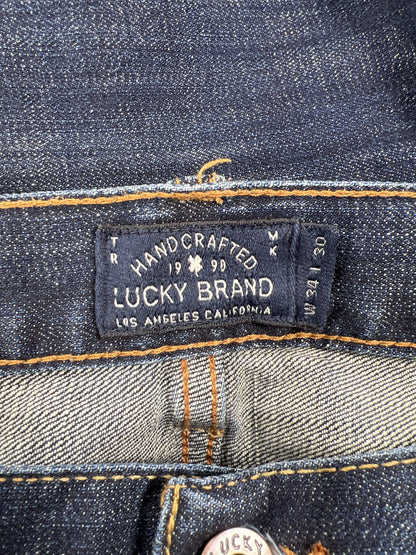 TR
MK
HANDCRAFTED
19 90
LUCKY BRAND
LOS ANGELES CALIFORNIA
W 34 I 30
LUCKY